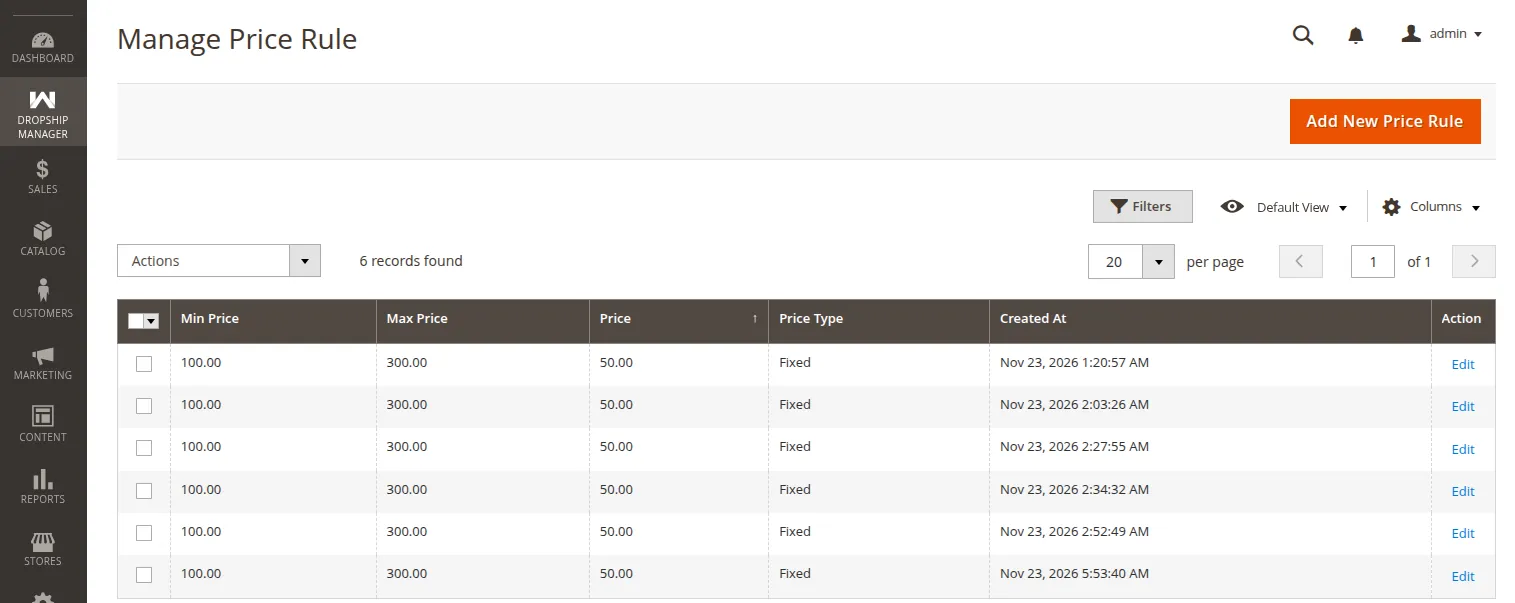 Manage Price Rule
admin
DASHBOARD
DROPSHIP
MANAGER
SALES
CATALOG
CUSTOMERS
MARKETING
CONTENT
REPORTS
STORES
Add New Price Rule
Filters Default View Columns
Actions 6 records found 20 per page 1 of 1
Min Price Max Price Price ↑ Price Type Created At Action
100.00 300.00 50.00 Fixed Nov 23, 2026 1:20:57 AM Edit
100.00 300.00 50.00 Fixed Nov 23, 2026 2:03:26 AM Edit
100.00 300.00 50.00 Fixed Nov 23, 2026 2:27:55 AM Edit
100.00 300.00 50.00 Fixed Nov 23, 2026 2:34:32 AM Edit
100.00 300.00 50.00 Fixed Nov 23, 2026 2:52:49 AM Edit
100.00 300.00 50.00 Fixed Nov 23, 2026 5:53:40 AM Edit